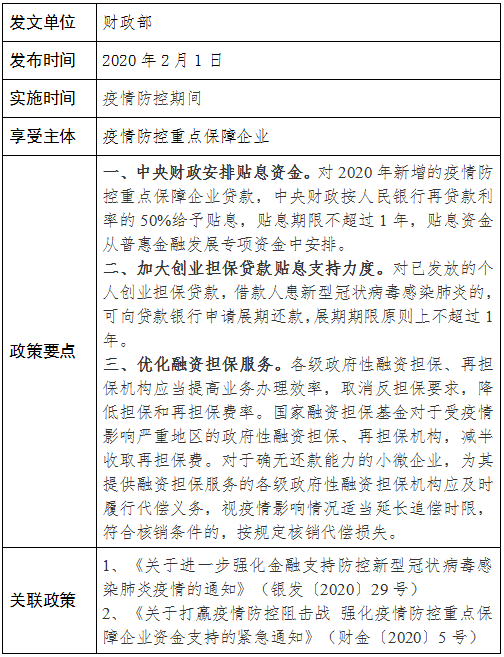 发文单位 财政部
发布时间 2020年2月1日
实施时间 疫情防控期间
享受主体 疫情防控重点保障企业
政策要点
一、中央财政安排贴息资金。对2020年新增的疫情防
控重点保障企业贷款，中央财政按人民银行再贷款利
率的50%给予贴息，贴息期限不超过1年，贴息资金
从普惠金融发展专项资金中安排。
二、加大创业担保贷款贴息支持力度。对已发放的个
人创业担保贷款，借款人患新型冠状病毒感染肺炎的，
可向贷款银行申请展期还款，展期期限原则上不超过1
年。
三、优化融资担保服务。各级政府性融资担保、再担
保机构应当提高业务办理效率，取消反担保要求，降
低担保和再担保费率。国家融资担保基金对于受疫情
影响严重地区的政府性融资担保、再担保机构，减半
收取再担保费。对于确无还款能力的小微企业，为其
提供融资担保服务的各级政府性融资担保机构应及时
履行代偿义务，视疫情影响情况适当延长追偿时限，
符合核销条件的，按规定核销代偿损失。
关联政策
1、《关于进一步强化金融支持防控新型冠状病毒感
染肺炎疫情的通知》（银发〔2020〕29号）
2、《关于打赢疫情防控阻击战 强化疫情防控重点保
障企业资金支持的紧急通知》（财金〔2020〕5号）